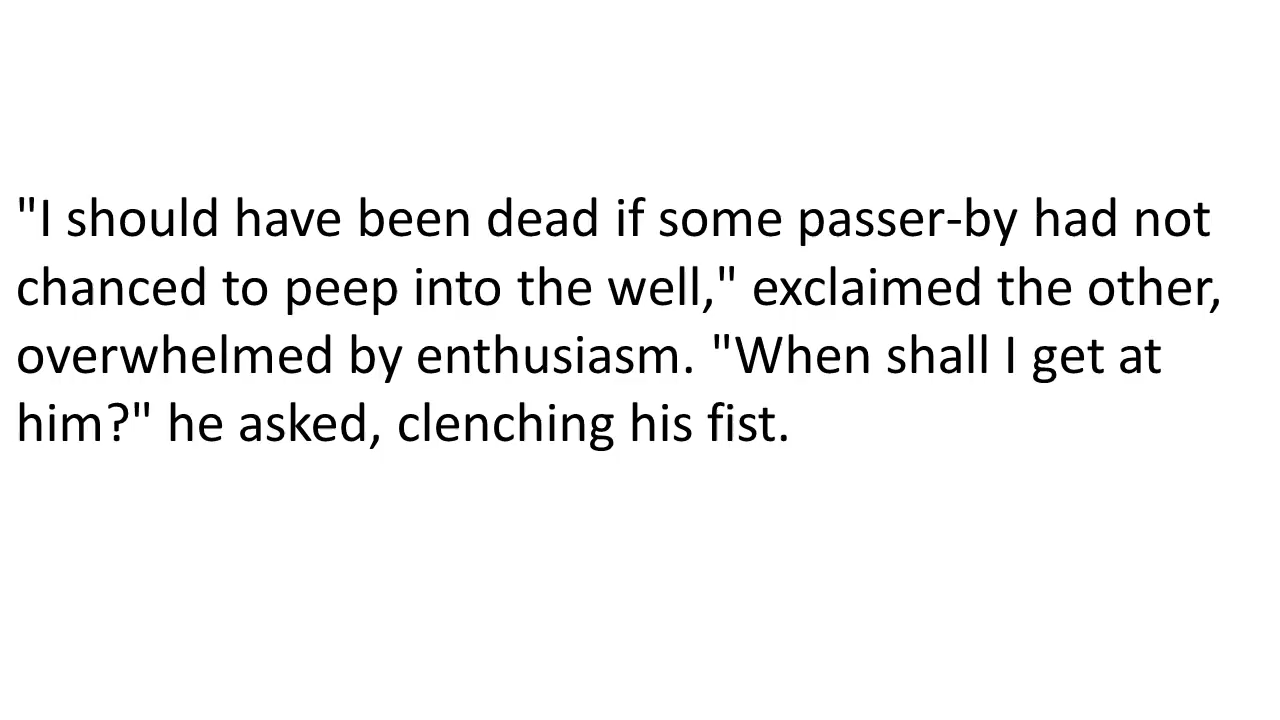 "I should have been dead if some passer-by had not
chanced to peep into the well," exclaimed the other,
overwhelmed by enthusiasm. "When shall I get at
him?" he asked, clenching his fist.